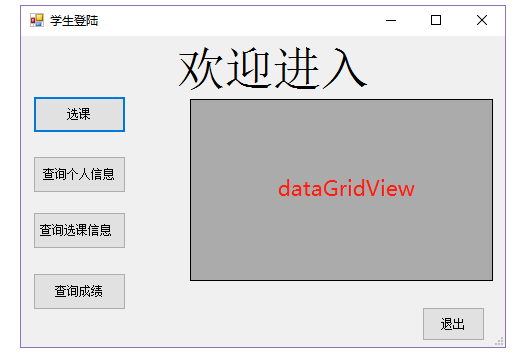 学生登陆
欢迎进入
选课
查询个人信息
dataGridView
查询选课信息
查询成绩
退出